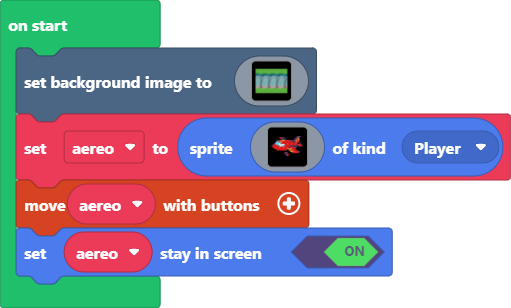 on start
set background image to
set aereo to sprite of kind Player
move aereo with buttons
set aereo stay in screen ON